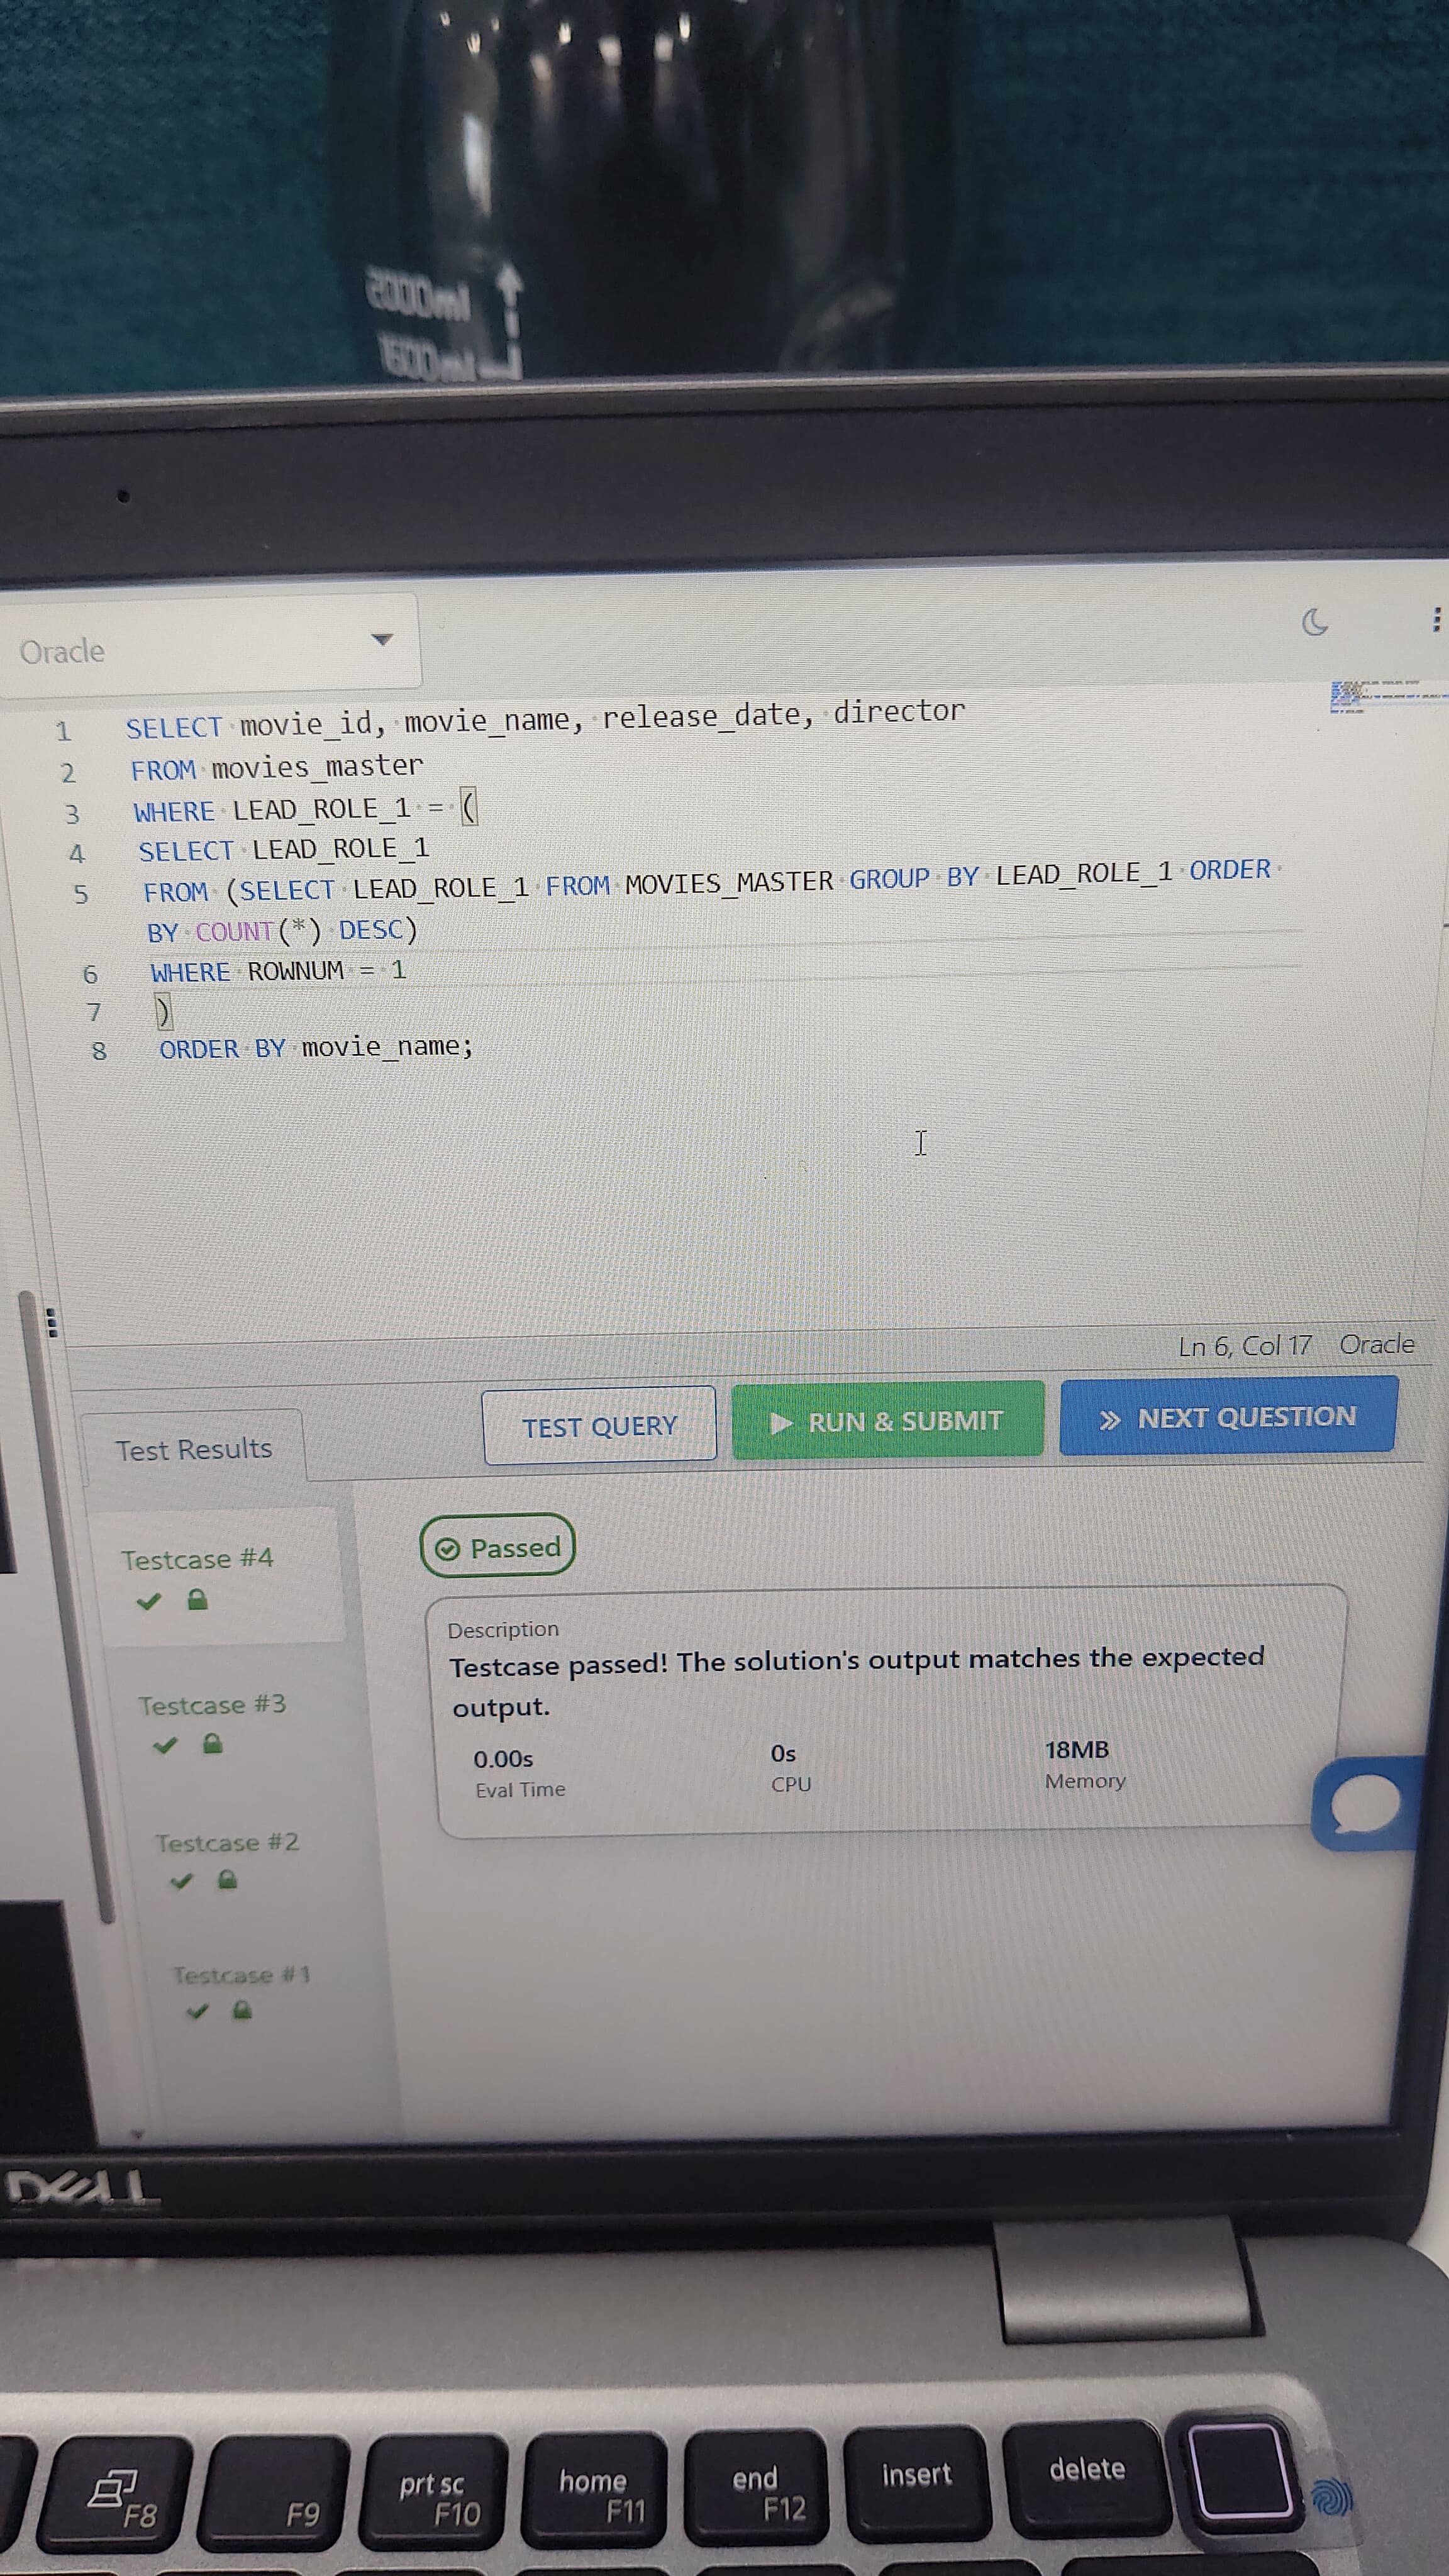 2000ml
1500ml
Oracle
1 SELECT movie_id, movie_name, release_date, director
2 FROM movies_master
3 WHERE LEAD_ROLE_1 = (
4 SELECT LEAD_ROLE_1
5 FROM (SELECT LEAD_ROLE_1 FROM MOVIES_MASTER GROUP BY LEAD_ROLE_1 ORDER
BY COUNT(*) DESC)
6 WHERE ROWNUM = 1
7 )
8 ORDER BY movie_name;
Ln 6, Col 17 Oracle
Test Results
TEST QUERY
RUN & SUBMIT
NEXT QUESTION
Testcase #4
Passed
Description
Testcase passed! The solution's output matches the expected
output.
0.00s 0s 18MB
Eval Time CPU Memory
Testcase #3
Testcase #2
Testcase #1
DELL
F8
F9
prt sc
F10
home
F11
end
F12
insert
delete